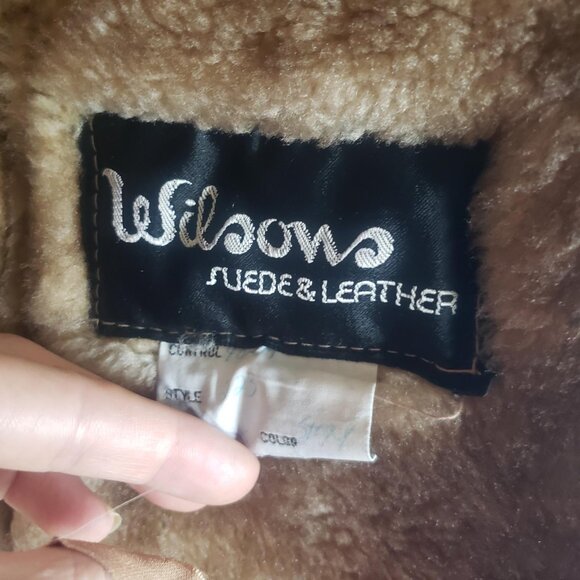 Wilsons
SUEDE & LEATHER
CONTROL
STYLE
COLOR